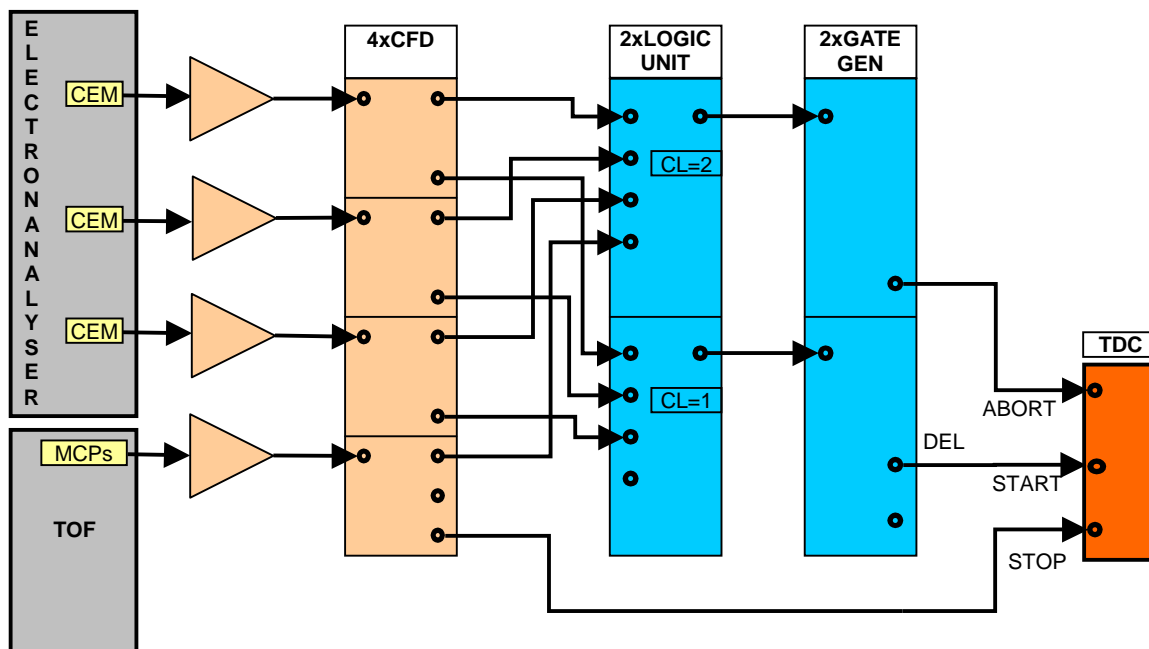 ELECTRONANALYSER
4xCFD
2xLOGIC
UNIT
2xGATE
GEN
CEM
CL=2
CEM
CEM
TDC
CL=1
ABORT
MCPs
DEL
START
TOF
STOP